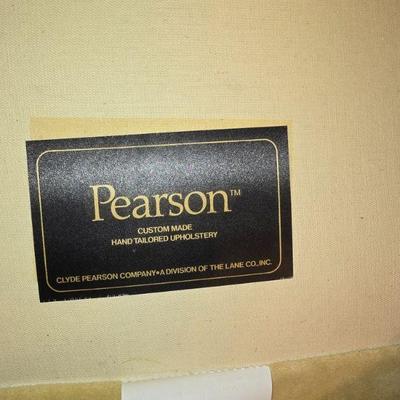 Pearson™
CUSTOM MADE
HAND TAILORED UPHOLSTERY
CLYDE PEARSON COMPANY•A DIVISION OF THE LANE CO.,INC.